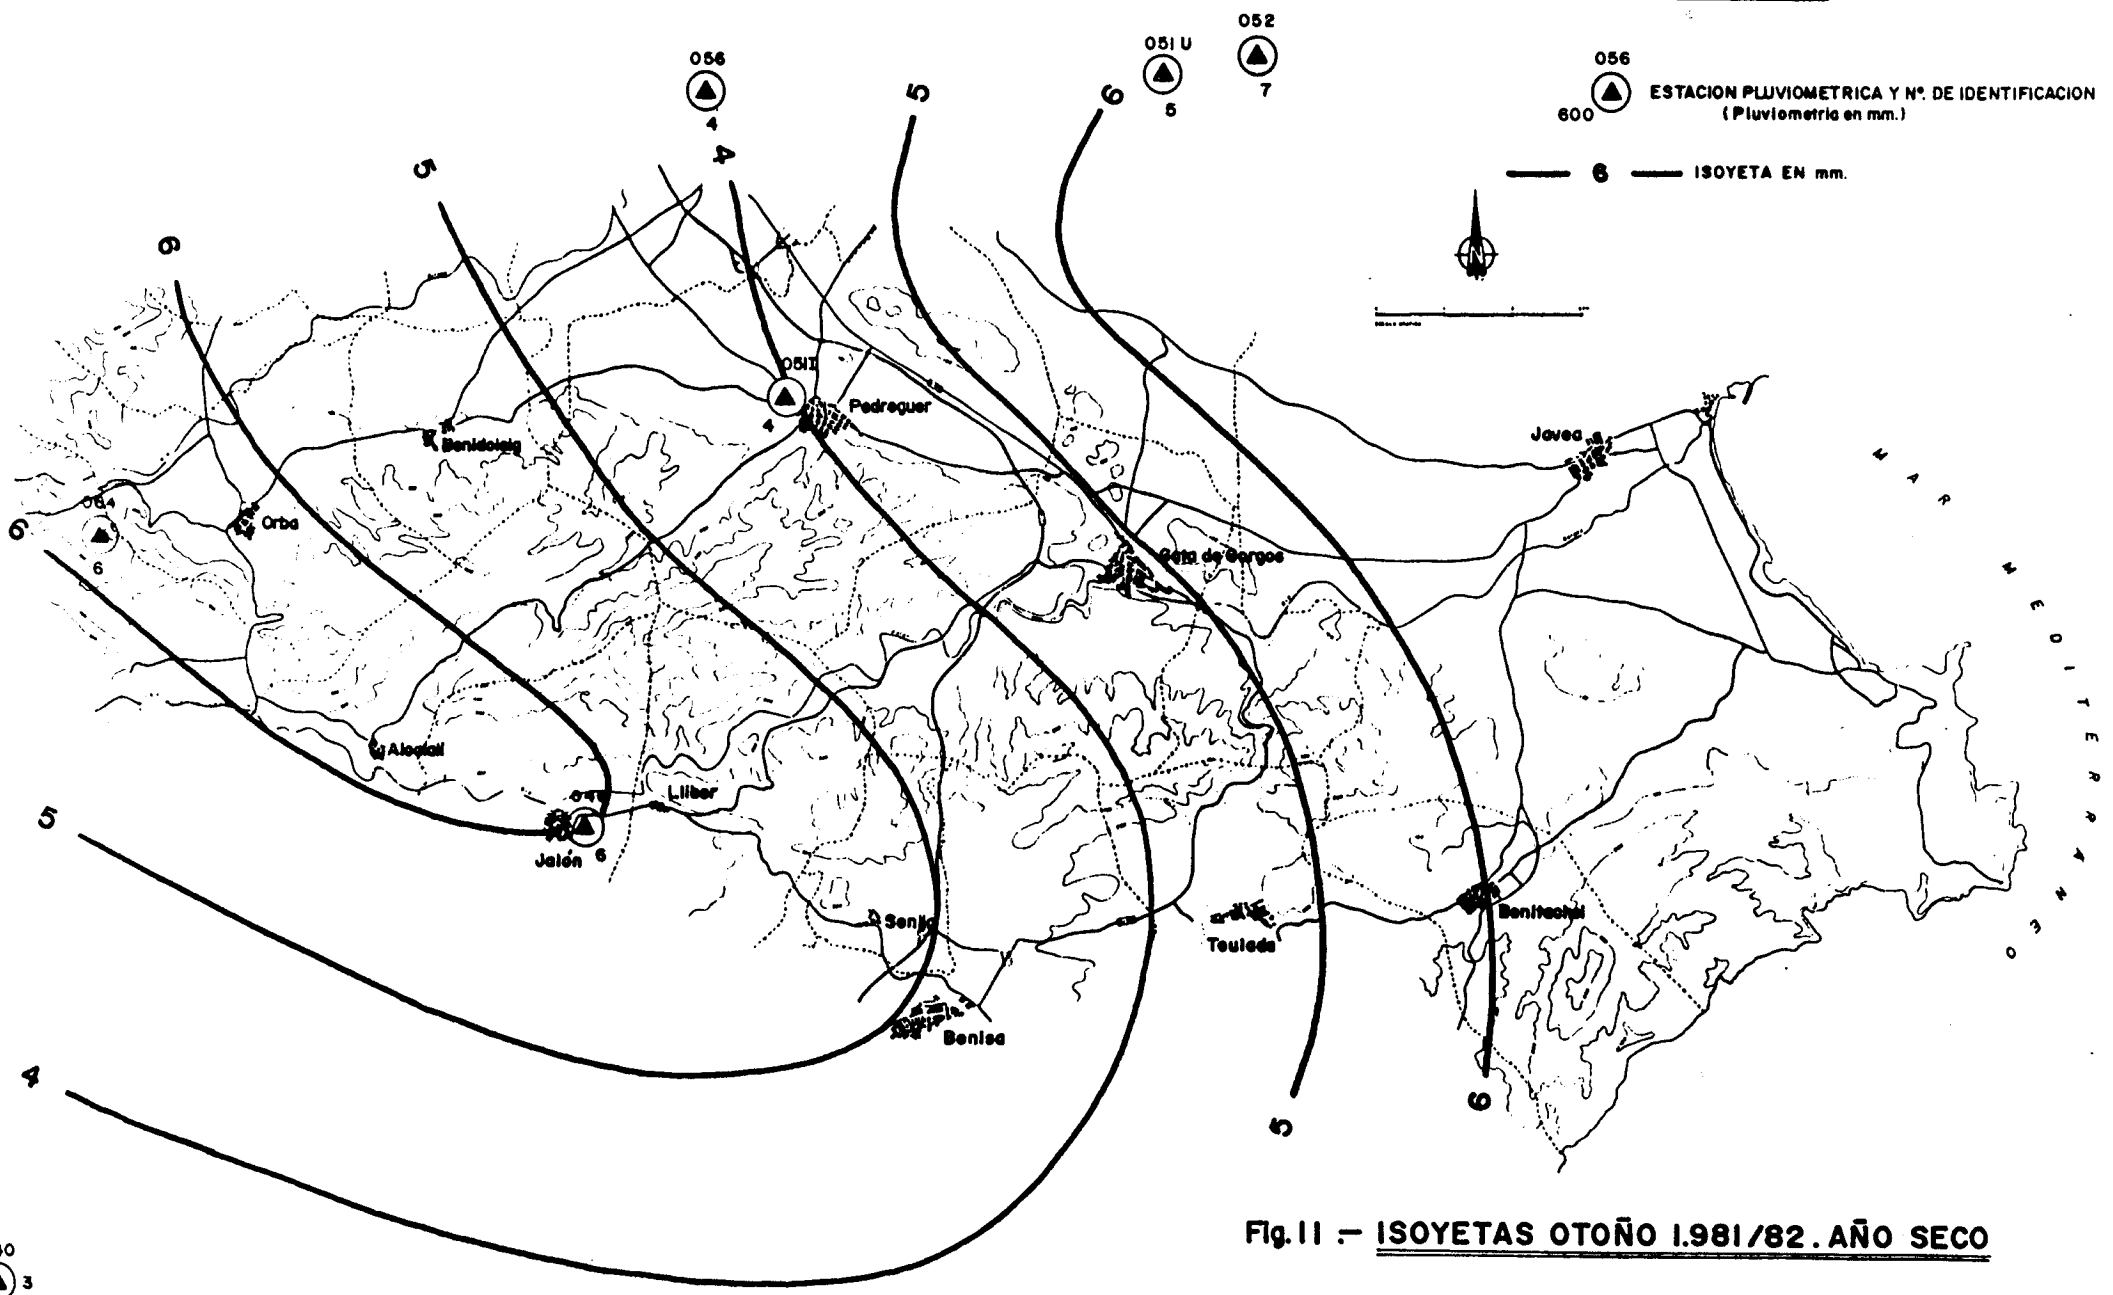 052
051 U
7
5
056
4
056
600
ESTACION PLUVIOMETRICA Y Nº. DE IDENTIFICACION
(Pluviometria en mm.)
6 ISOYETA EN mm.
N
5
6
4
5
6
051I
4
Pedreguer
Benidoleig
Javea
MAR MEDITERRANEO
064
6
6
Orba
Gata de Gorgos
Alcalali
Lliber
Jalón
6
5
Senija
Benitachel
Teulada
Benisa
4
5
6
Fig. 11 .- ISOYETAS OTOÑO 1.981/82. AÑO SECO
3